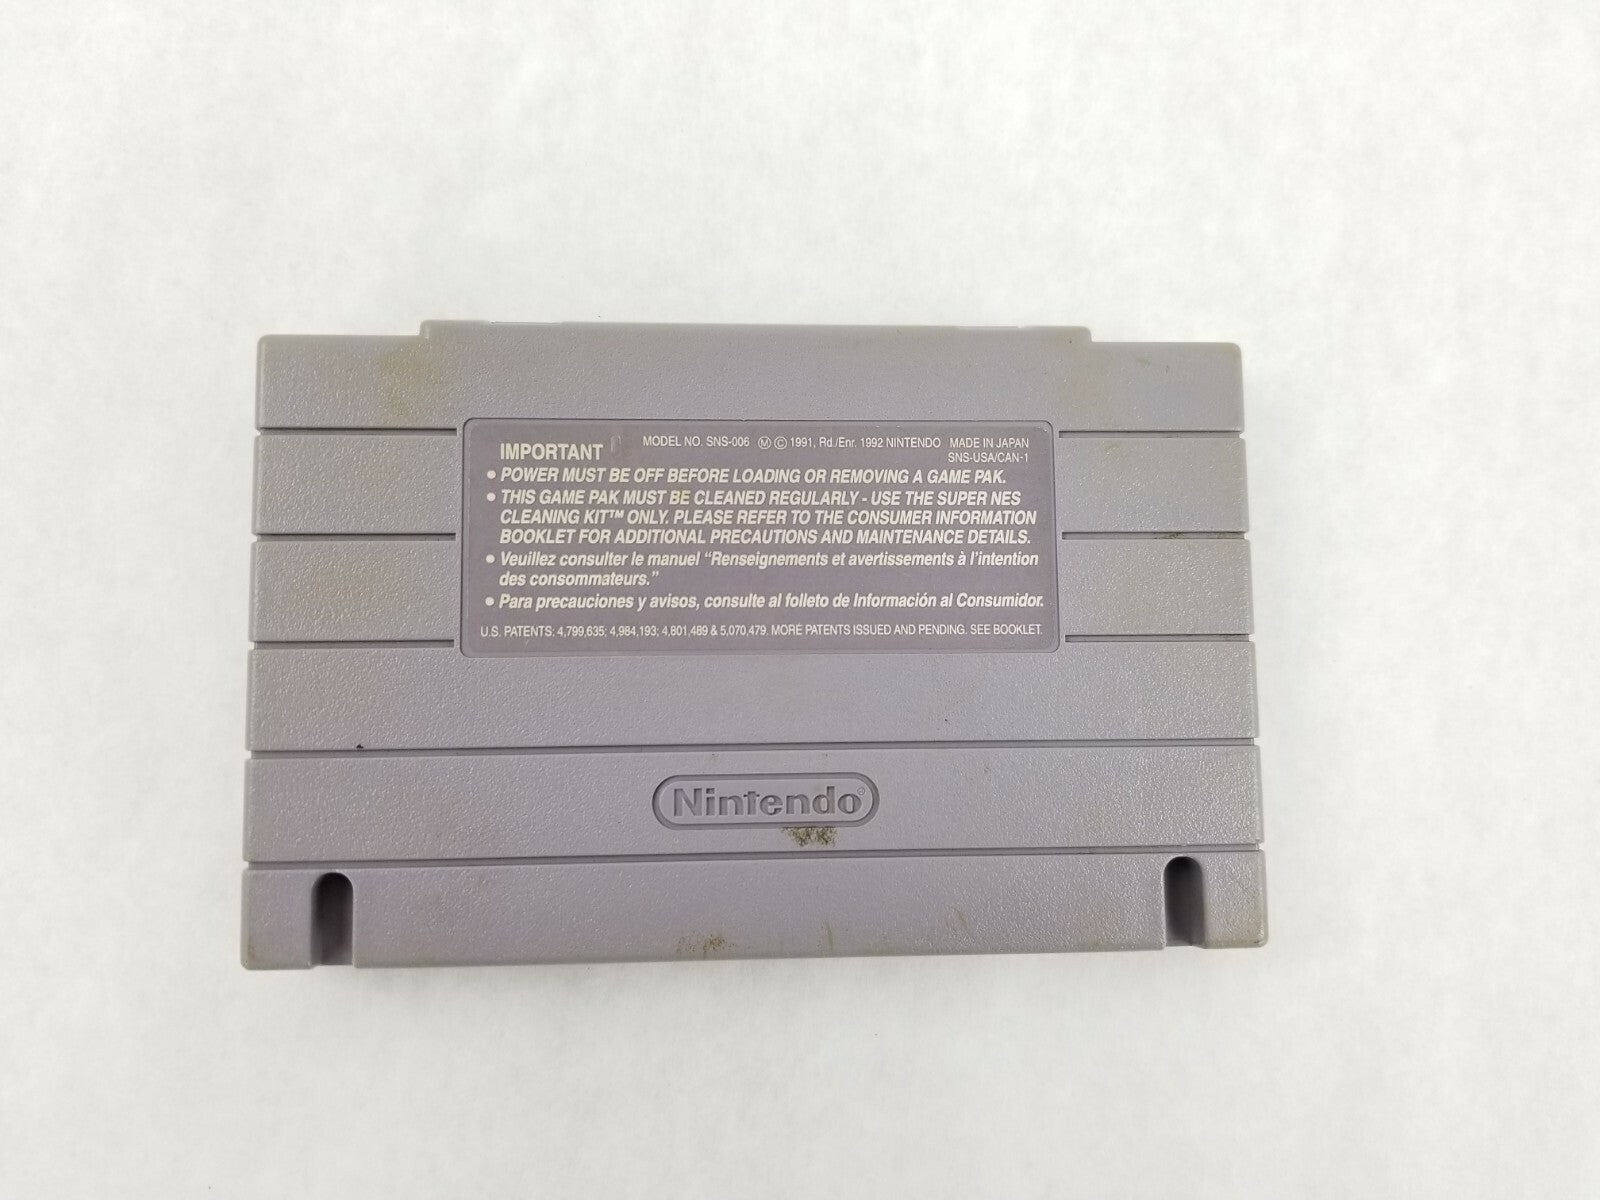 IMPORTANT MODEL NO. SNS-006 Ⓜ © 1991, Rd./Enr. 1992 NINTENDO MADE IN JAPAN
SNS-USA/CAN-1
• POWER MUST BE OFF BEFORE LOADING OR REMOVING A GAME PAK.
• THIS GAME PAK MUST BE CLEANED REGULARLY - USE THE SUPER NES
CLEANING KIT™ ONLY. PLEASE REFER TO THE CONSUMER INFORMATION
BOOKLET FOR ADDITIONAL PRECAUTIONS AND MAINTENANCE DETAILS.
• Veuillez consulter le manuel “Renseignements et avertissements à l'intention
des consommateurs.”
• Para precauciones y avisos, consulte al folleto de Información al Consumidor.
U.S. PATENTS: 4,799,635; 4,984,193; 4,801,489 & 5,070,479. MORE PATENTS ISSUED AND PENDING. SEE BOOKLET.
Nintendo®